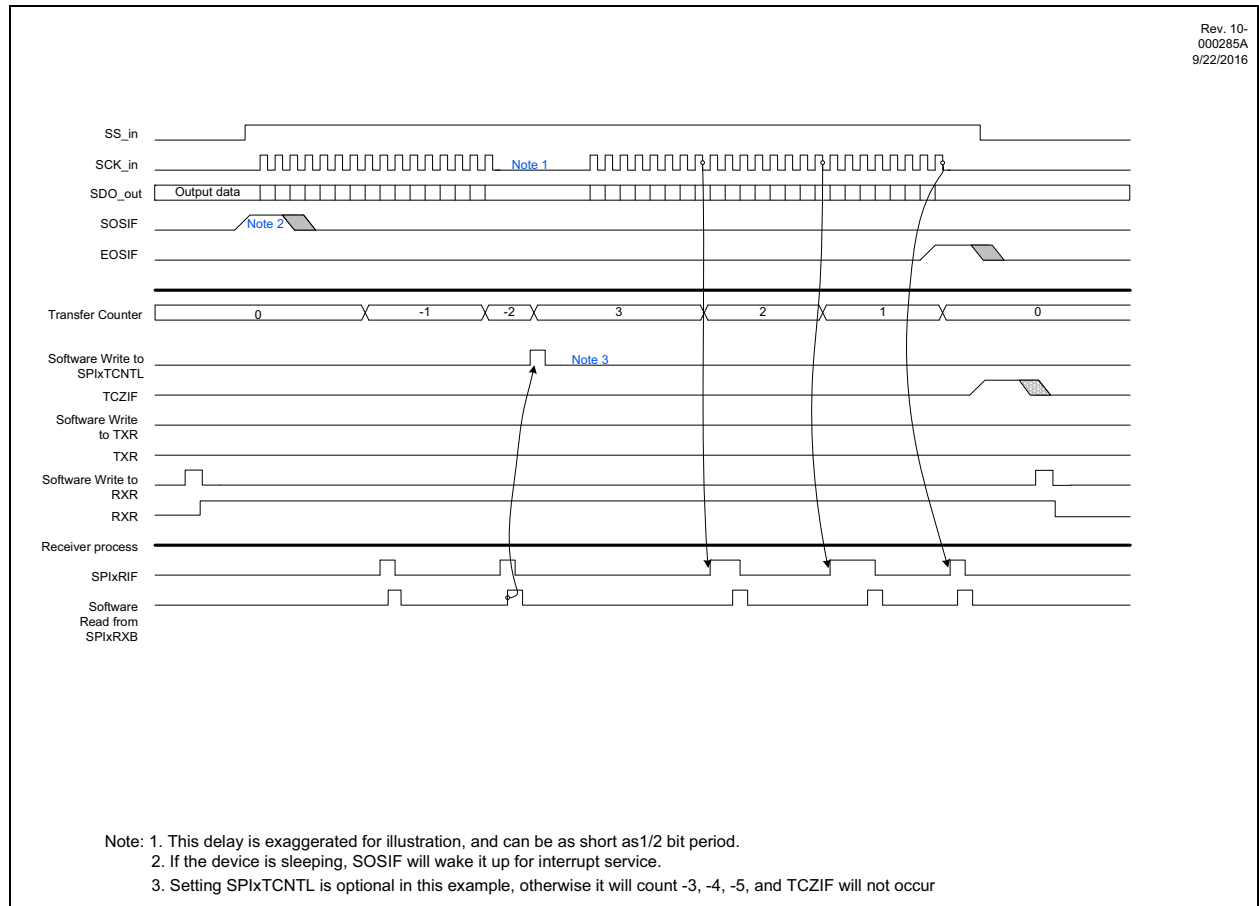 Rev. 10-
000285A
9/22/2016
SS_in
SCK_in
Note 1
SDO_out
Output data
SOSIF
Note 2
EOSIF
Transfer Counter
0
-1
-2
3
2
1
0
Software Write to
SPIxTCNTL
Note 3
TCZIF
Software Write
to TXR
TXR
Software Write to
RXR
RXR
Receiver process
SPIxRIF
Software
Read from
SPIxRXB
Note: 1. This delay is exaggerated for illustration, and can be as short as1/2 bit period.
2. If the device is sleeping, SOSIF will wake it up for interrupt service.
3. Setting SPIxTCNTL is optional in this example, otherwise it will count -3, -4, -5, and TCZIF will not occur